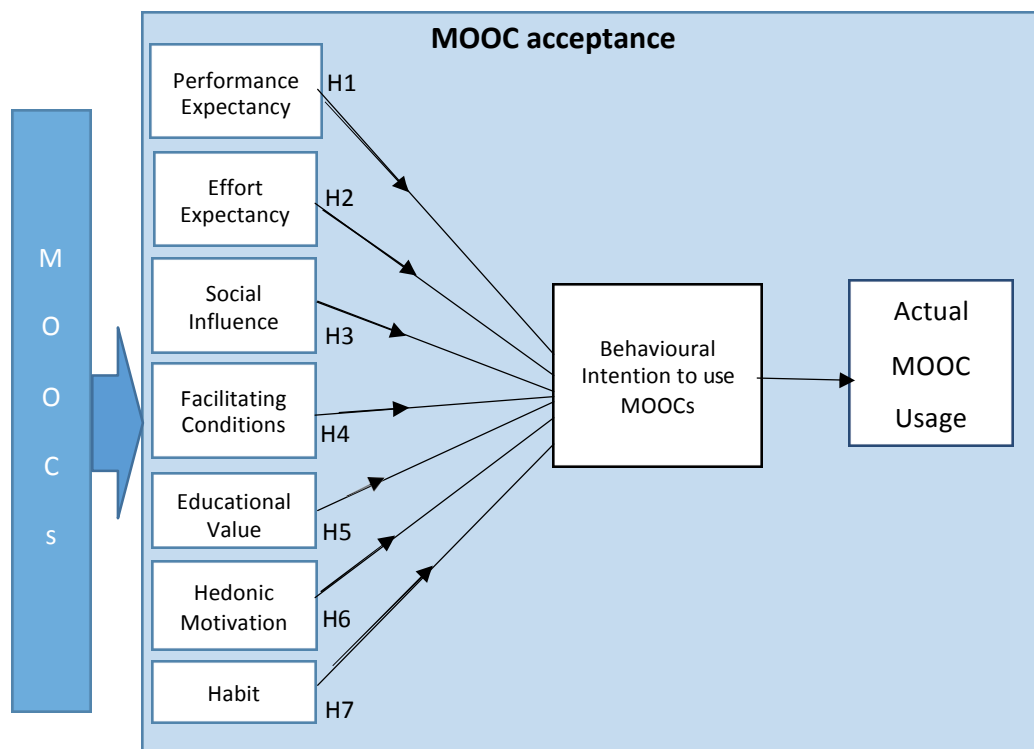 MOOC acceptance
M
O
O
C
s
Performance
Expectancy
H1
Effort
Expectancy
H2
Social
Influence
H3
Facilitating
Conditions
H4
Educational
Value
H5
Hedonic
Motivation
H6
Habit
H7
Behavioural
Intention to use
MOOCs
Actual
MOOC
Usage